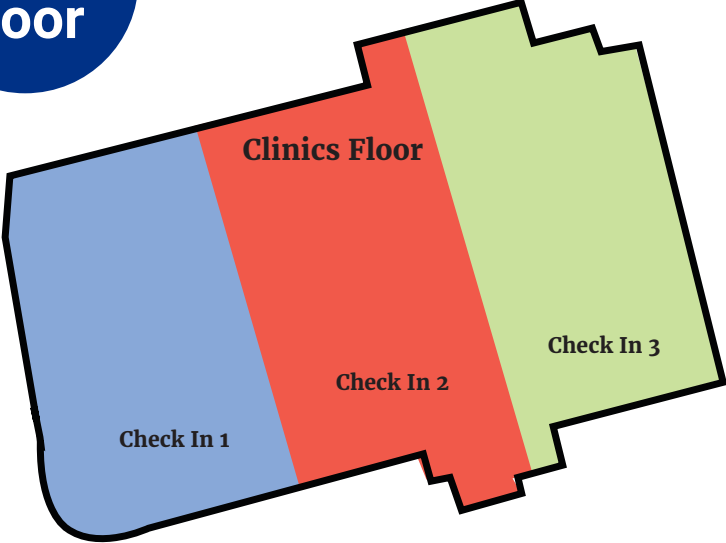 oor
Clinics Floor
Check In 3
Check In 2
Check In 1